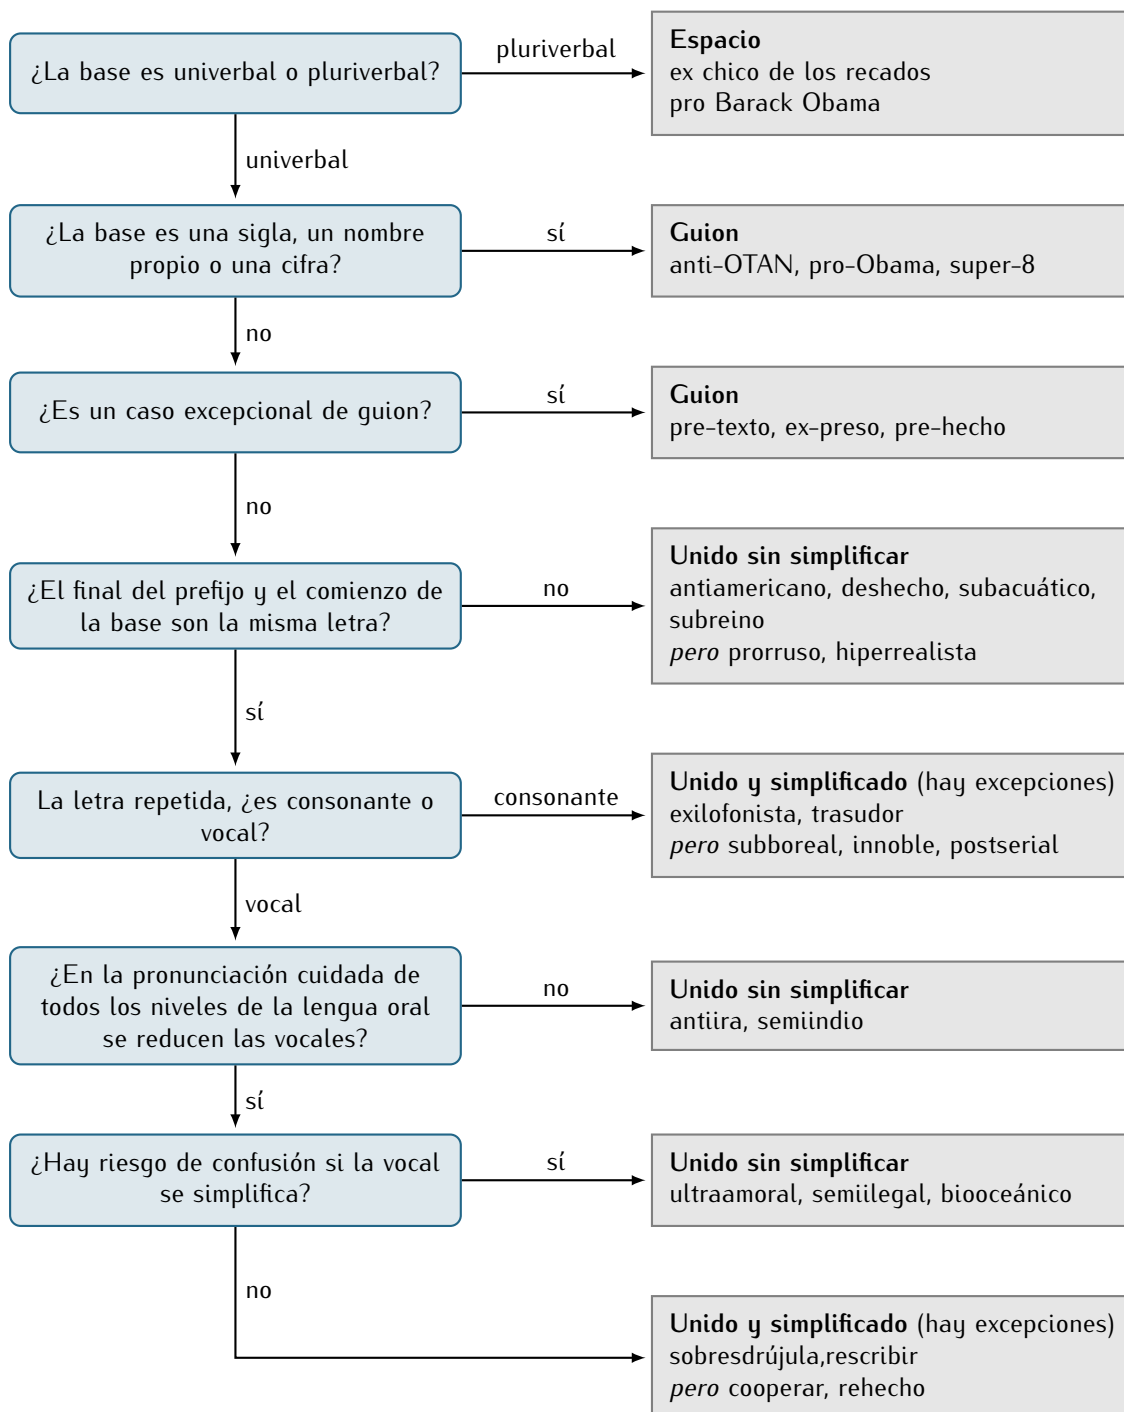 ¿La base es univerbal o pluriverbal?
pluriverbal
Espacio
ex chico de los recados
pro Barack Obama
univerbal
¿La base es una sigla, un nombre
propio o una cifra?
sí
Guion
anti-OTAN, pro-Obama, super-8
no
¿Es un caso excepcional de guion?
sí
Guion
pre-texto, ex-preso, pre-hecho
no
¿El final del prefijo y el comienzo de
la base son la misma letra?
no
Unido sin simplificar
antiamericano, deshecho, subacuático,
subreino
pero prorruso, hiperrealista
sí
La letra repetida, ¿es consonante o
vocal?
consonante
Unido y simplificado (hay excepciones)
exilofonista, trasudor
pero subboreal, innoble, postserial
vocal
¿En la pronunciación cuidada de
todos los niveles de la lengua oral
se reducen las vocales?
no
Unido sin simplificar
antiira, semiindio
sí
¿Hay riesgo de confusión si la vocal
se simplifica?
sí
Unido sin simplificar
ultraamoral, semiilegal, biooceánico
no
Unido y simplificado (hay excepciones)
sobresdrújula,rescribir
pero cooperar, rehecho